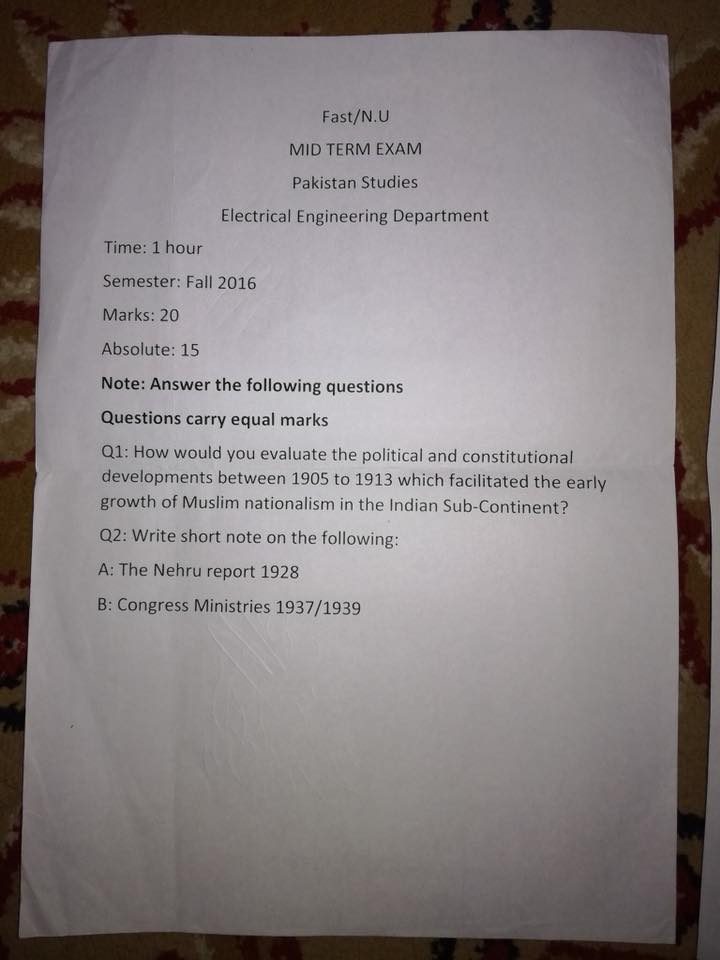 Fast/N.U
MID TERM EXAM
Pakistan Studies
Electrical Engineering Department
Time: 1 hour
Semester: Fall 2016
Marks: 20
Absolute: 15
Note: Answer the following questions
Questions carry equal marks
Q1: How would you evaluate the political and constitutional
developments between 1905 to 1913 which facilitated the early
growth of Muslim nationalism in the Indian Sub-Continent?
Q2: Write short note on the following:
A: The Nehru report 1928
B: Congress Ministries 1937/1939